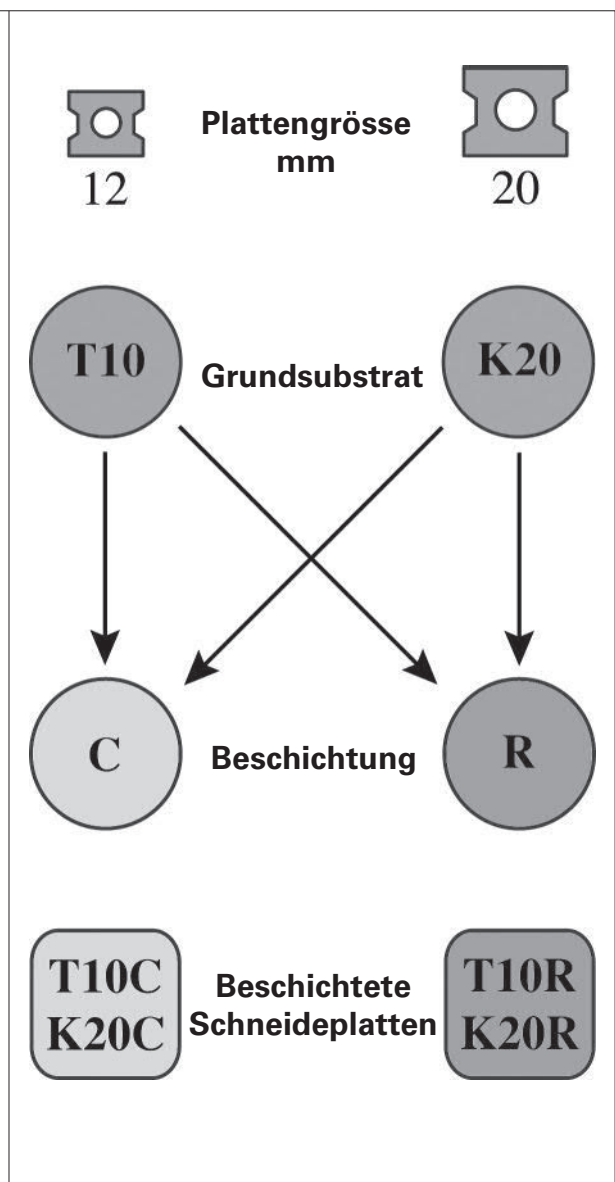 Plattengrösse
mm
12
20
T10
Grundsubstrat
K20
C
Beschichtung
R
T10C
K20C
Beschichtete
Schneideplatten
T10R
K20R